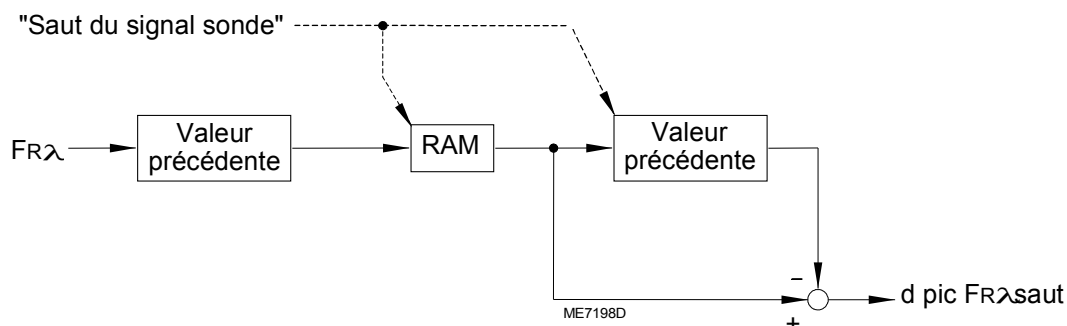 "Saut du signal sonde"
FRλ
Valeur
précédente
RAM
Valeur
précédente
–
+
ME7198D
d pic FRλsaut